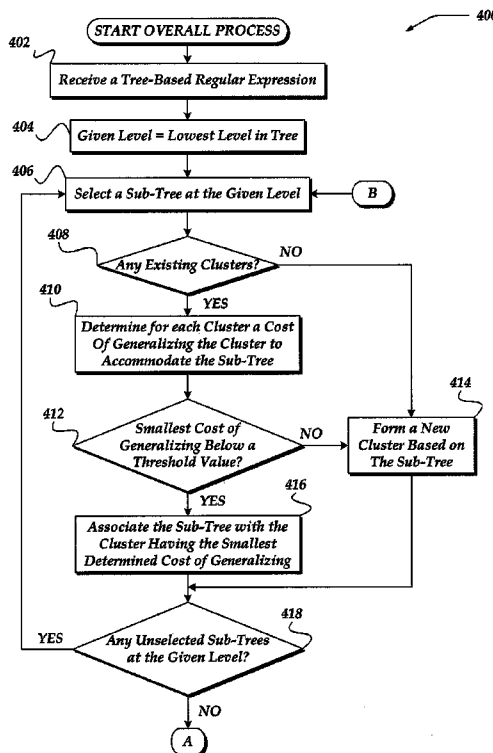 400
START OVERALL PROCESS
402
Receive a Tree-Based Regular Expression
404
Given Level = Lowest Level in Tree
406
Select a Sub-Tree at the Given Level
B
408
Any Existing Clusters?
NO
YES
410
Determine for each Cluster a Cost
Of Generalizing the Cluster to
Accommodate the Sub-Tree
412
Smallest Cost of
Generalizing Below a
Threshold Value?
NO
414
Form a New
Cluster Based on
The Sub-Tree
YES
416
Associate the Sub-Tree with the
Cluster Having the Smallest
Determined Cost of Generalizing
418
YES
Any Unselected Sub-Trees
at the Given Level?
NO
A